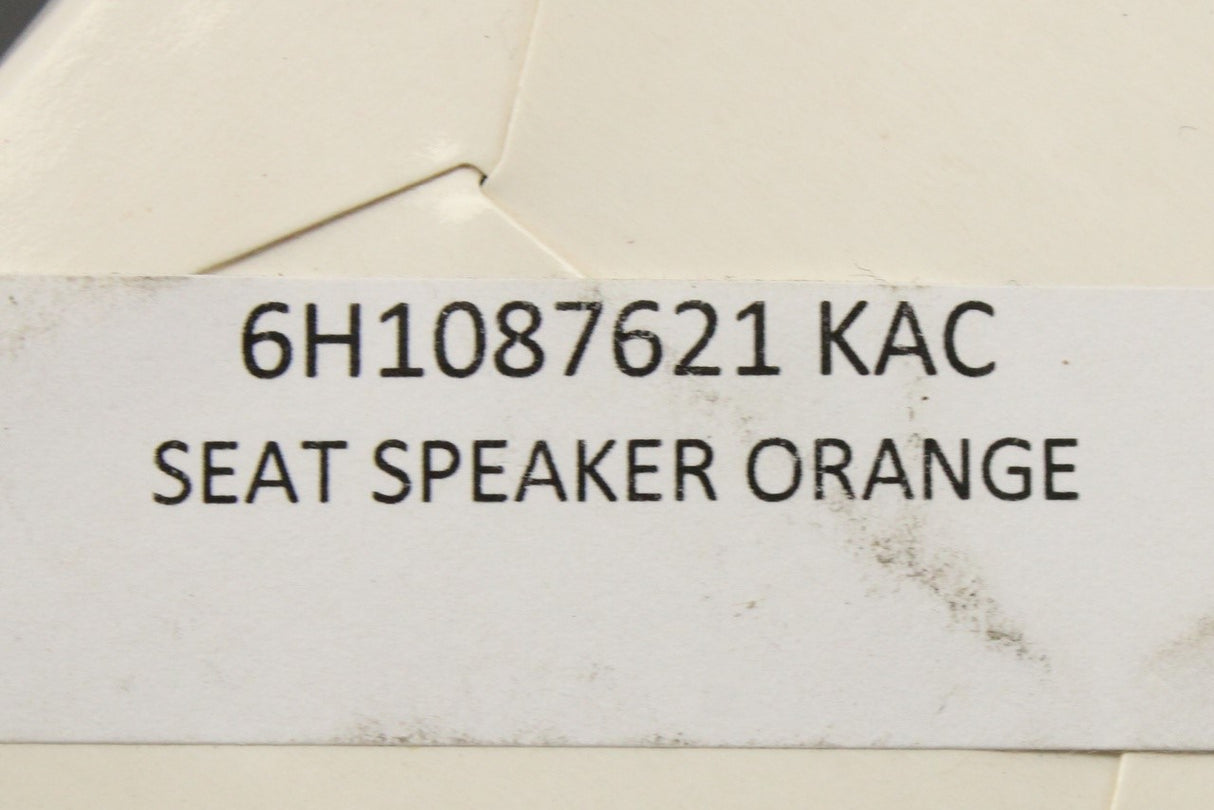 6H1087621 KAC
SEAT SPEAKER ORANGE